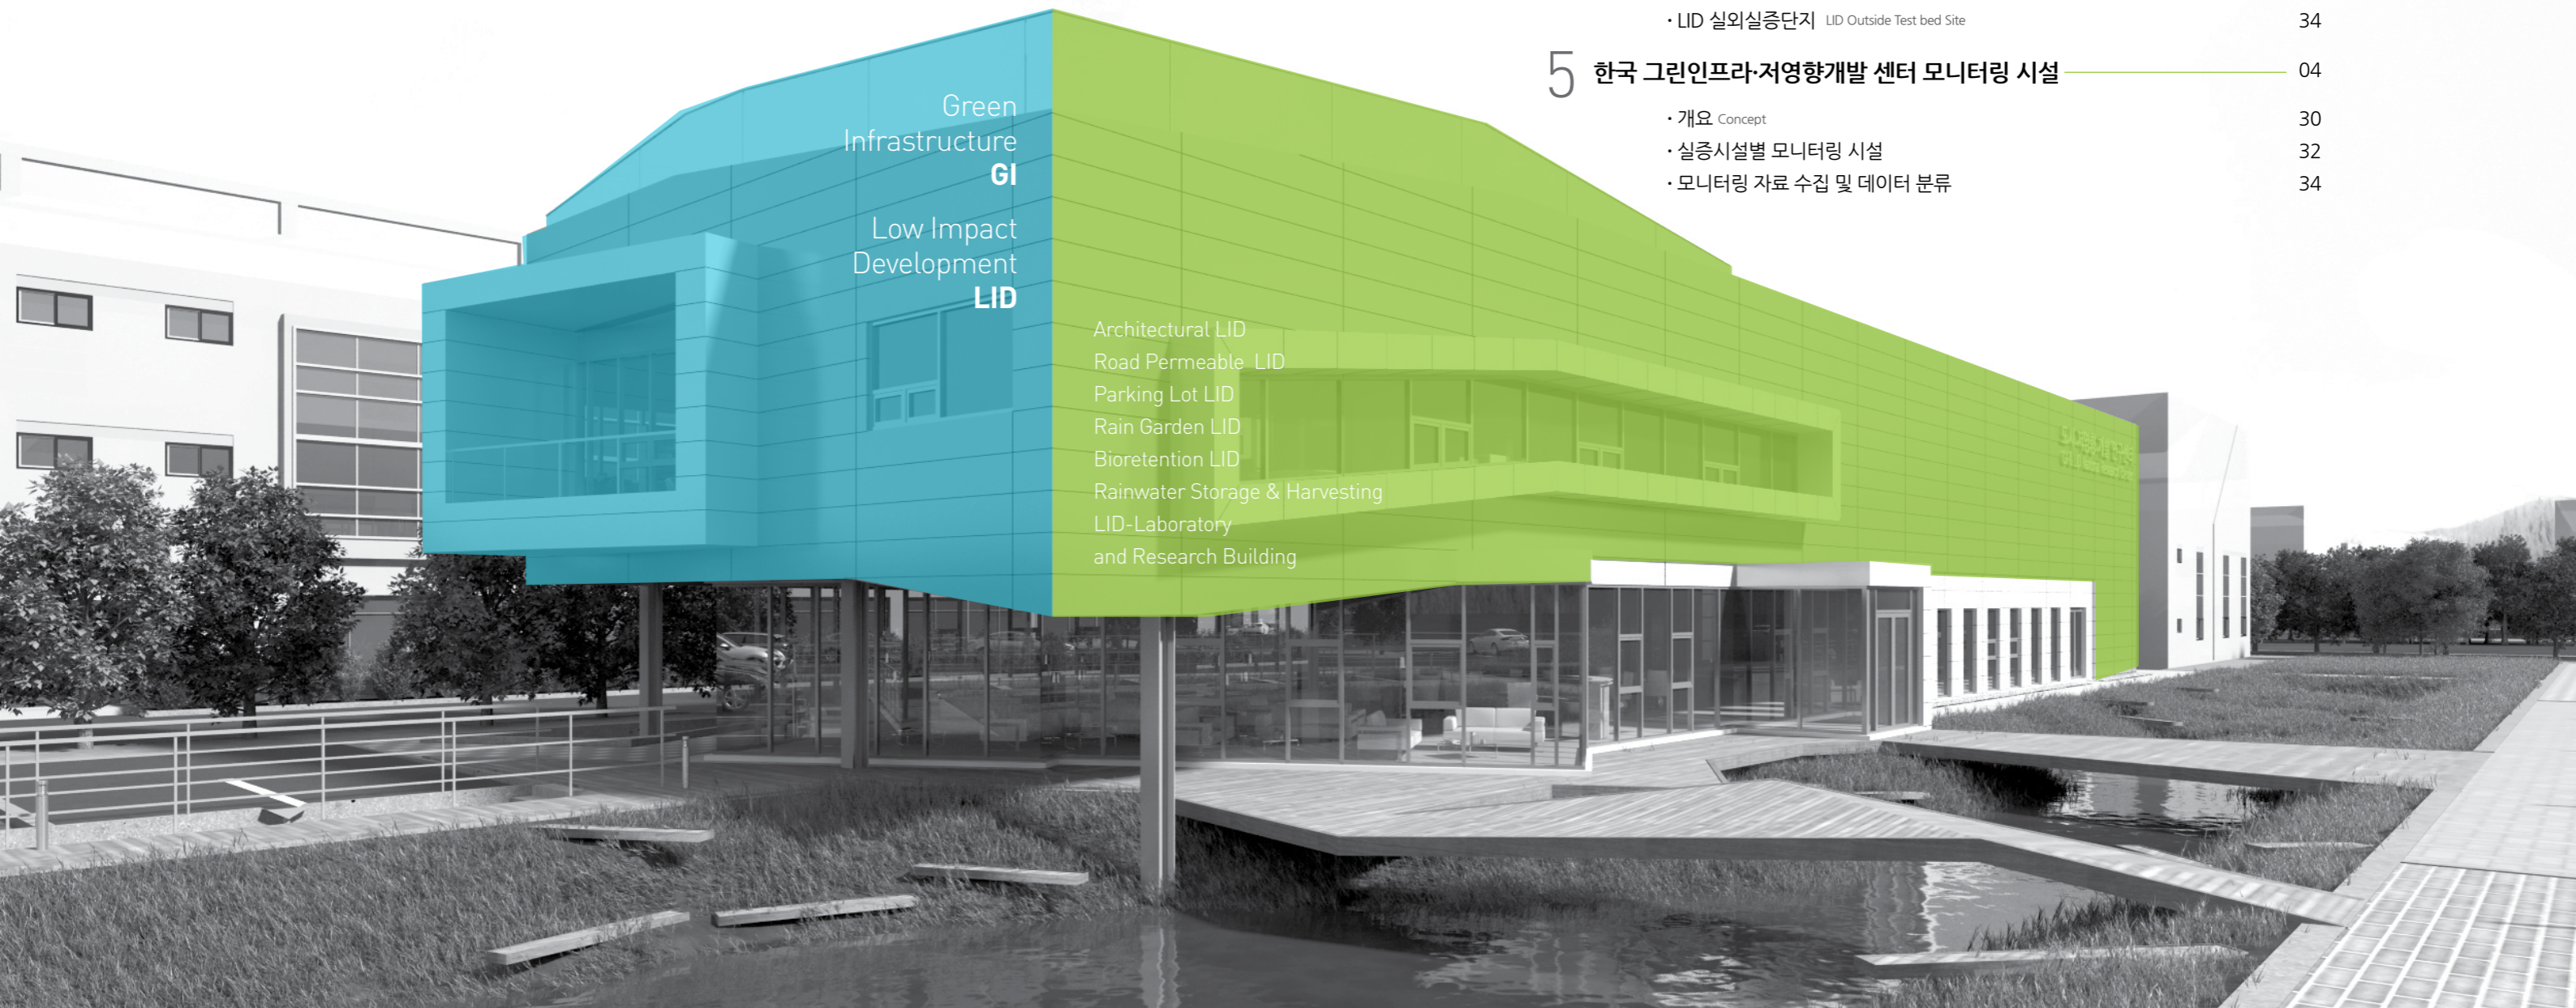 · LID 실외실증단지 LID Outside Test bed Site 34
5 한국 그린인프라·저영향개발 센터 모니터링 시설 04
· 개요 Concept 30
· 실증시설별 모니터링 시설 32
· 모니터링 자료 수집 및 데이터 분류 34
Green
Infrastructure
GI
Low Impact
Development
LID
Architectural LID
Road Permeable LID
Parking Lot LID
Rain Garden LID
Bioretention LID
Rainwater Storage & Harvesting
LID-Laboratory
and Research Building